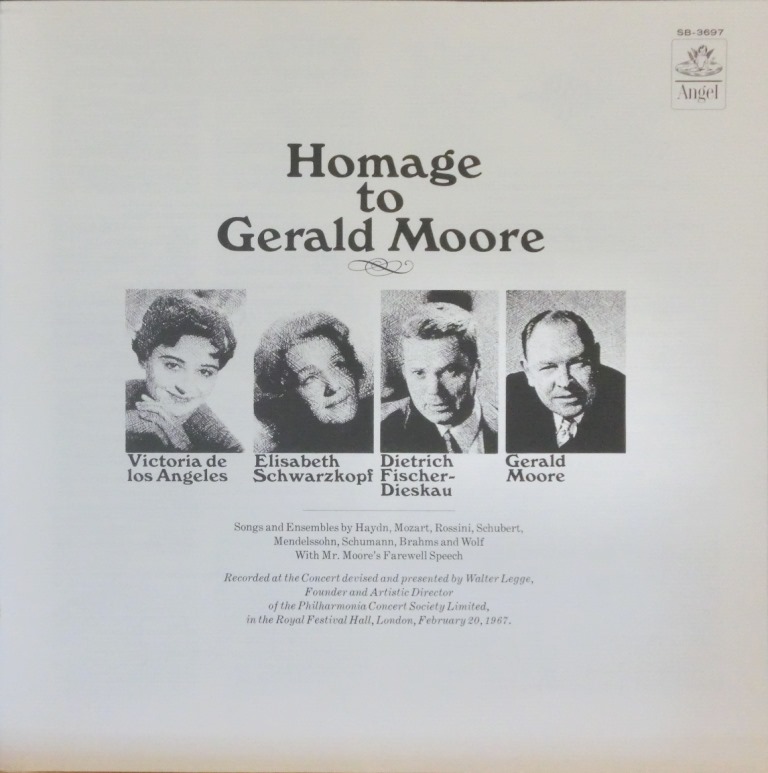 SB-3697
Angel
Homage
to
Gerald Moore
Victoria de
los Angeles
Elisabeth
Schwarzkopf
Dietrich
Fischer-
Dieskau
Gerald
Moore
Songs and Ensembles by Haydn, Mozart, Rossini, Schubert,
Mendelssohn, Schumann, Brahms and Wolf
With Mr. Moore's Farewell Speech
Recorded at the Concert devised and presented by Walter Legge,
Founder and Artistic Director
of the Philharmonia Concert Society Limited,
in the Royal Festival Hall, London, February 20, 1967.